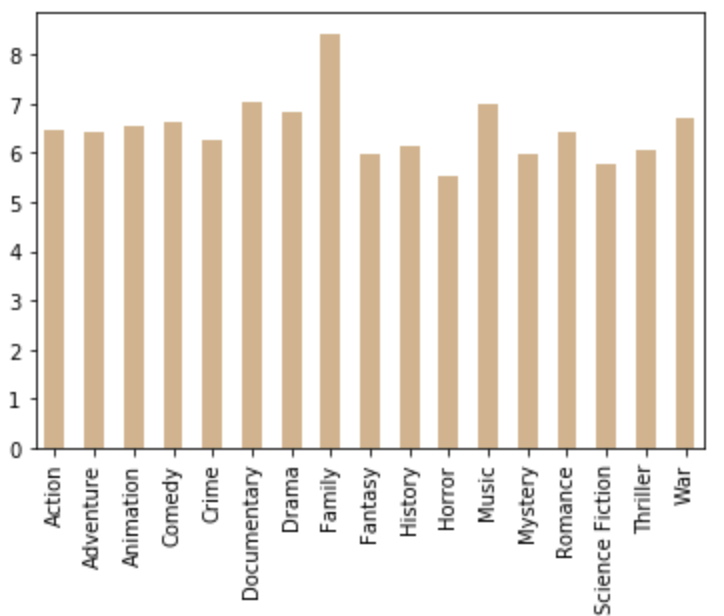 8
7
6
5
4
3
2
1
0
Action
Adventure
Animation
Comedy
Crime
Documentary
Drama
Family
Fantasy
History
Horror
Music
Mystery
Romance
Science Fiction
Thriller
War